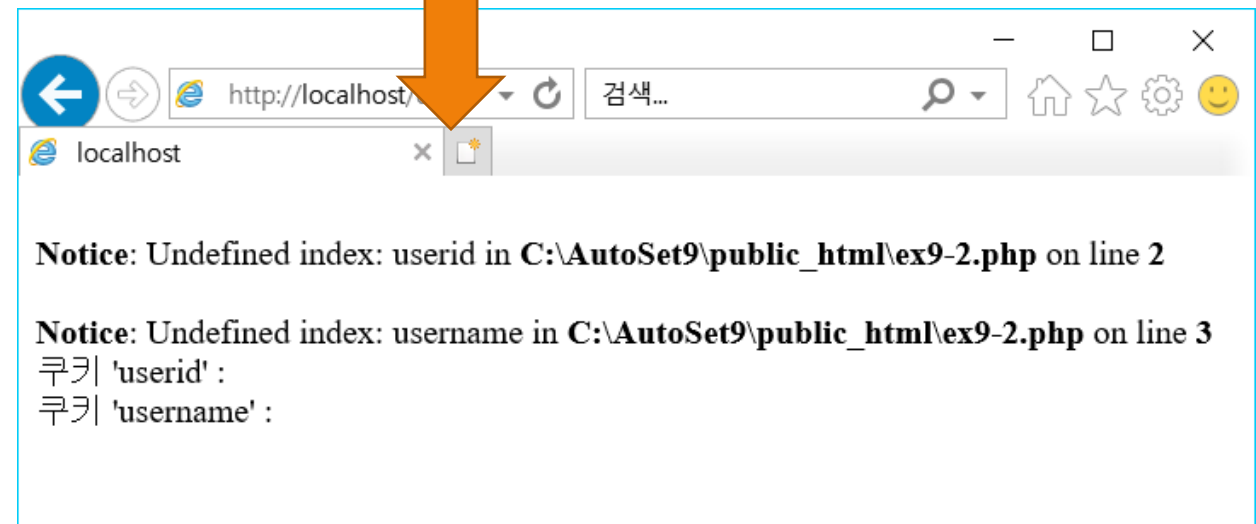 http://localhost/
검색...
localhost
Notice: Undefined index: userid in C:\AutoSet9\public_html\ex9-2.php on line 2
Notice: Undefined index: username in C:\AutoSet9\public_html\ex9-2.php on line 3
쿠키 'userid' :
쿠키 'username' :